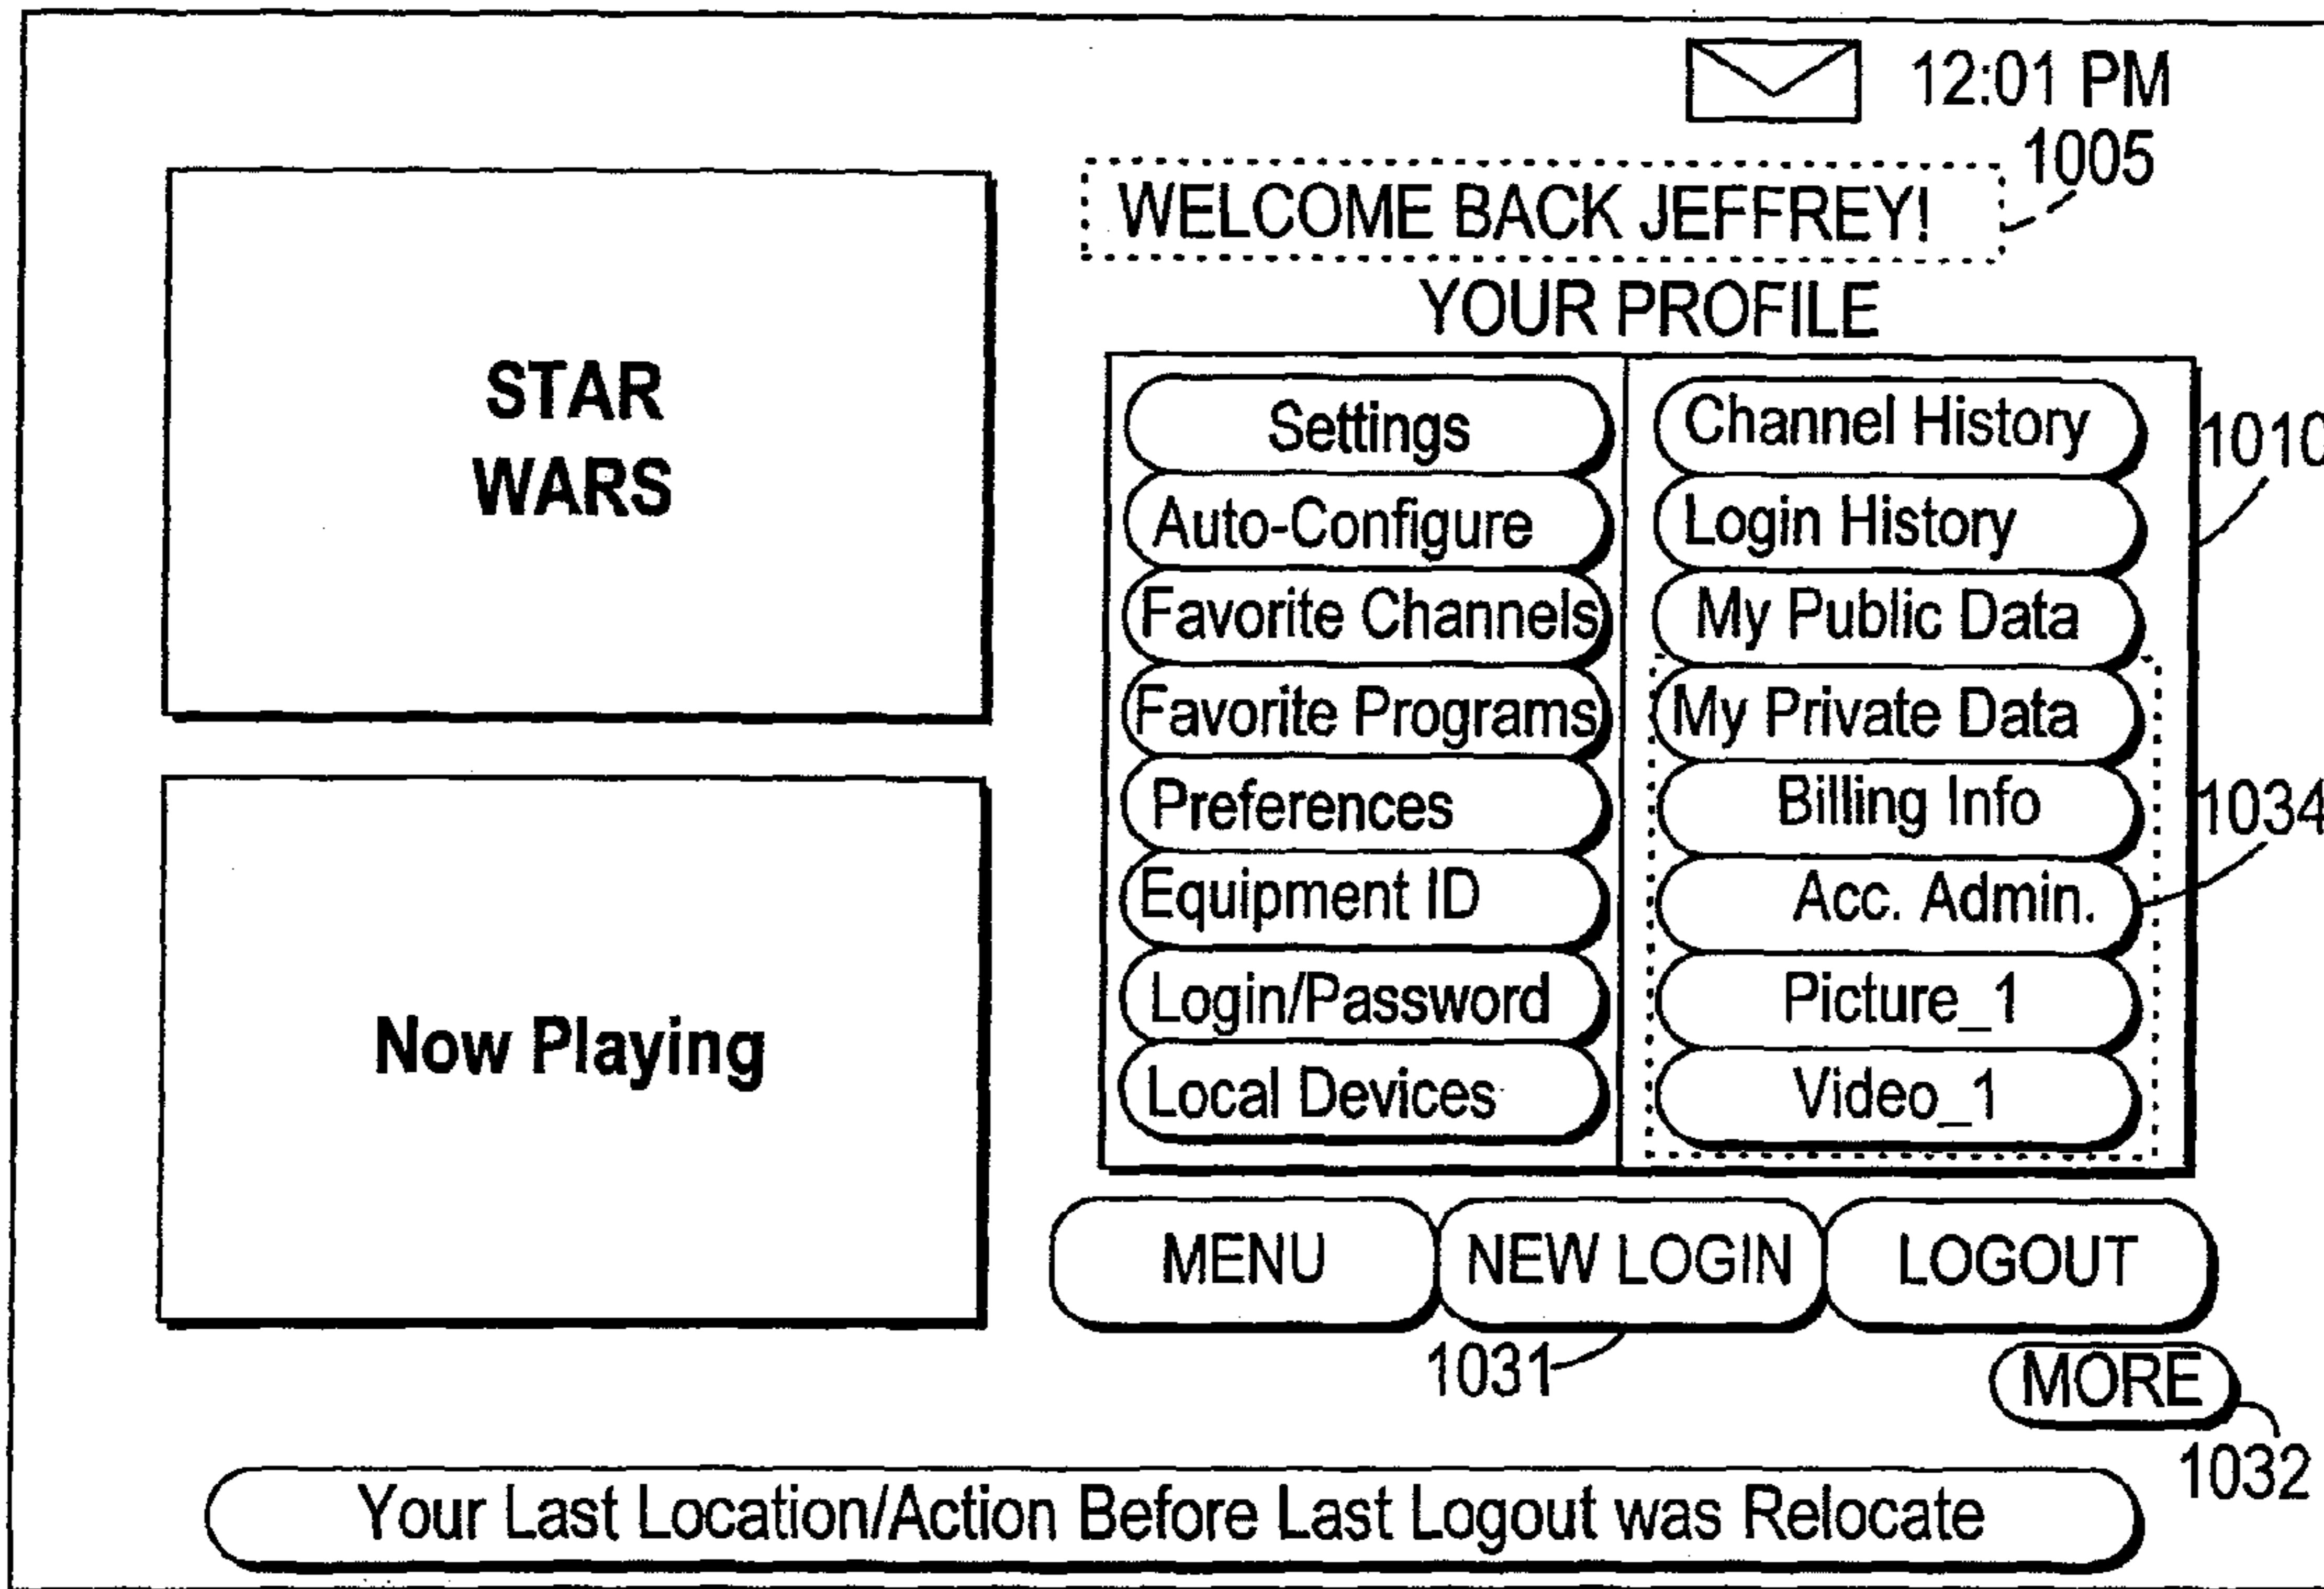 12:01 PM
1005
WELCOME BACK JEFFREY!
YOUR PROFILE
STAR
WARS
Now Playing
Settings
Auto-Configure
Favorite Channels
Favorite Programs
Preferences
Equipment ID
Login/Password
Local Devices
Channel History
Login History
My Public Data
My Private Data
Billing Info
Acc. Admin.
Picture_1
Video_1
1010
1034
MENU
NEW LOGIN
LOGOUT
1031
MORE
1032
Your Last Location/Action Before Last Logout was Relocate